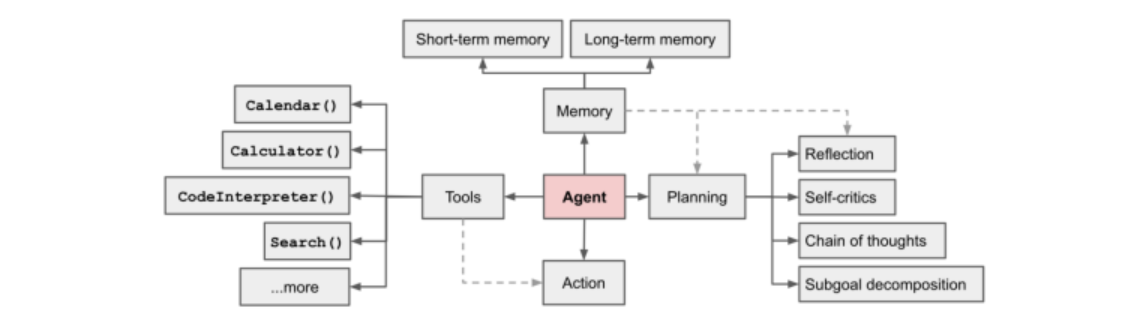 Short-term memory
Long-term memory
Calendar()
Memory
Calculator()
Reflection
CodeInterpreter()
Tools
Agent
Planning
Self-critics
Search()
Chain of thoughts
...more
Action
Subgoal decomposition